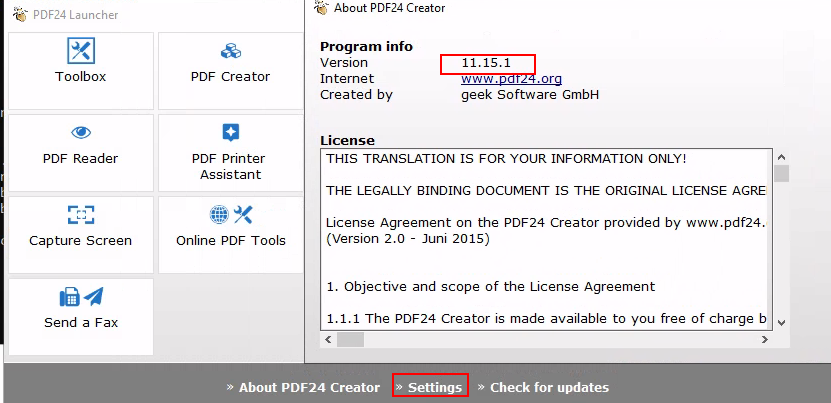 PDF24 Launcher
Toolbox
PDF Creator
PDF Reader
PDF Printer
Assistant
Capture Screen
Online PDF Tools
Send a Fax
About PDF24 Creator
Program info
Version 11.15.1
Internet www.pdf24.org
Created by geek Software GmbH
License
THIS TRANSLATION IS FOR YOUR INFORMATION ONLY!
THE LEGALLY BINDING DOCUMENT IS THE ORIGINAL LICENSE AGRE
License Agreement on the PDF24 Creator provided by www.pdf24.
(Version 2.0 - Juni 2015)
1. Objective and scope of the License Agreement
1.1.1 The PDF24 Creator is made available to you free of charge b
» About PDF24 Creator » Settings » Check for updates